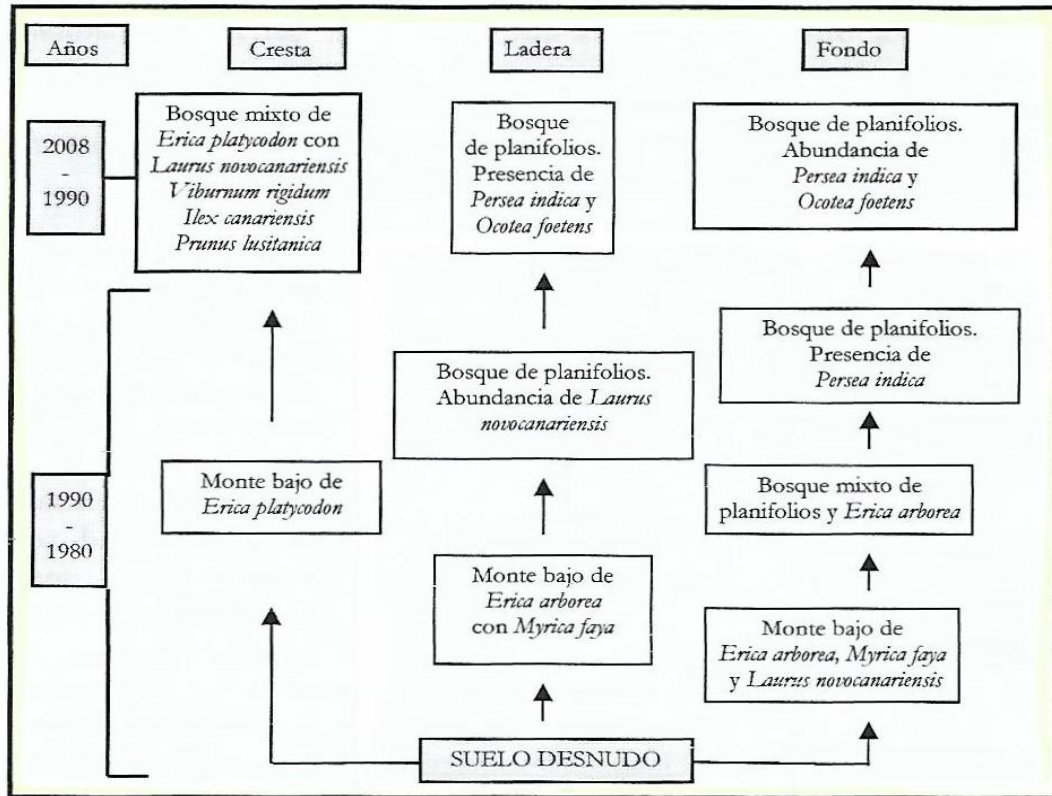 Años
Cresta
Ladera
Fondo
2008
-
1990
Bosque mixto de
Erica platycodon con
Laurus novocanariensis
Viburnum rigidum
Ilex canariensis
Prunus lusitanica
Bosque
de planifolios.
Presencia de
Persea indica y
Ocotea foetens
Bosque de planifolios.
Abundancia de
Persea indica y
Ocotea foetens
1990
-
1980
Monte bajo de
Erica platycodon
Bosque de planifolios.
Abundancia de Laurus
novocanariensis
Monte bajo de
Erica arborea
con Myrica faya
Bosque de planifolios.
Presencia de
Persea indica
Bosque mixto de
planifolios y Erica arborea
Monte bajo de
Erica arborea, Myrica faya
y Laurus novocanariensis
SUELO DESNUDO